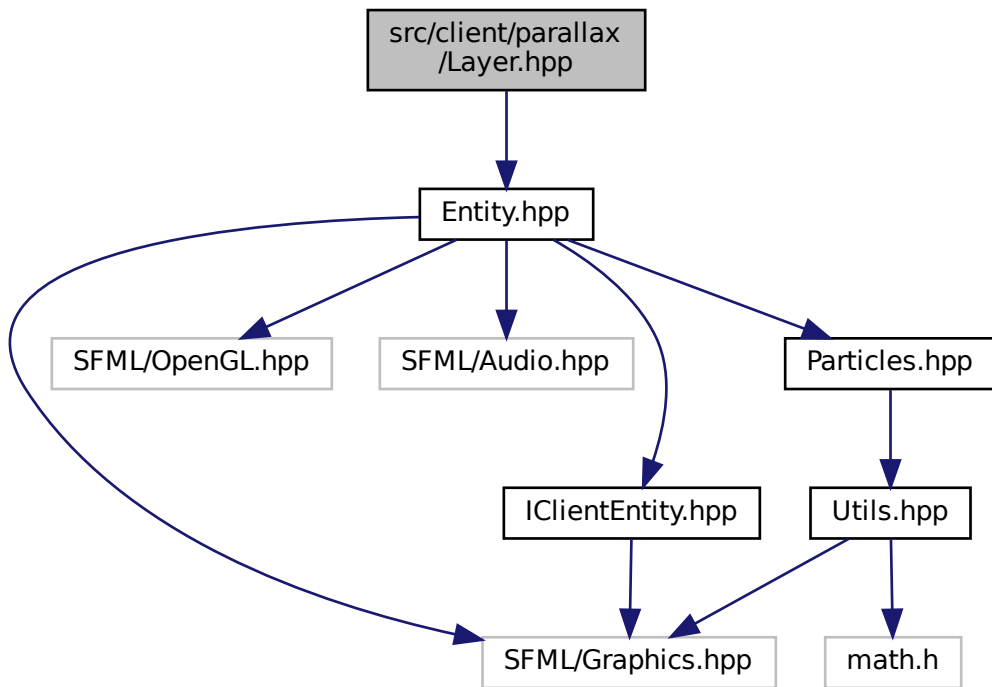 src/client/parallax
/Layer.hpp
Entity.hpp
SFML/OpenGL.hpp
SFML/Audio.hpp
Particles.hpp
IClientEntity.hpp
Utils.hpp
SFML/Graphics.hpp
math.h